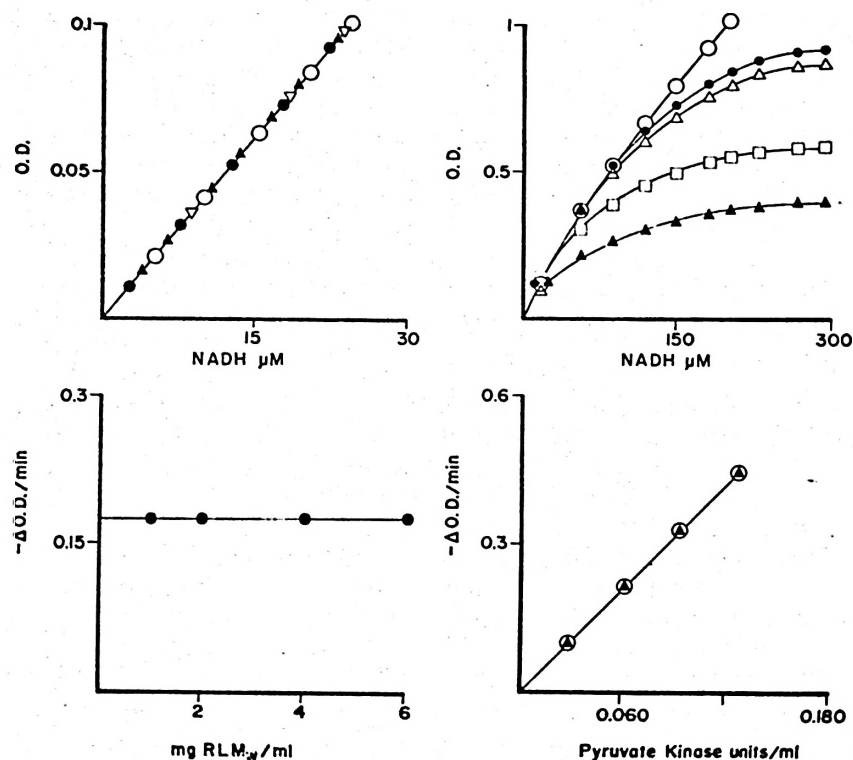 0.1
0.05
O.D.
15
30
NADH µM
1
0.5
O.D.
150
300
NADH µM
0.3
0.15
-ΔO.D./min
2
4
6
mg RLMw/ml
0.6
0.3
-ΔO.D./min
0.060
0.180
Pyruvate Kinase units/ml